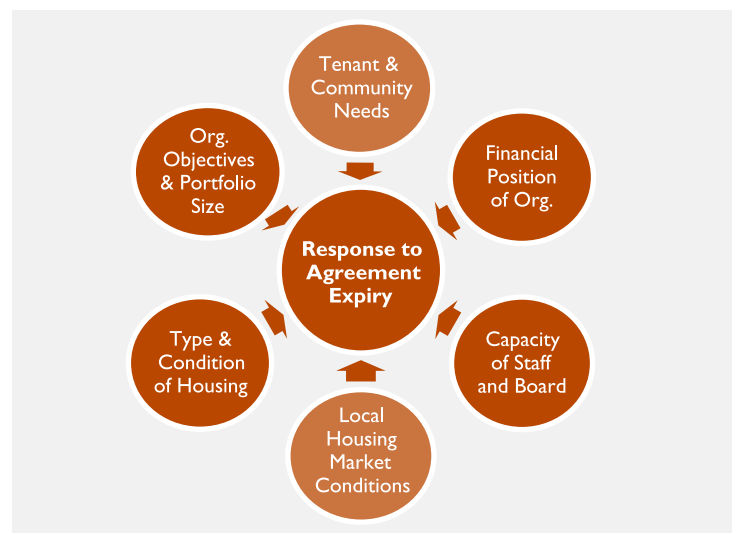 Tenant &
Community
Needs
Org.
Objectives
& Portfolio
Size
Financial
Position
of Org.
Response to
Agreement
Expiry
Type &
Condition
of Housing
Capacity
of Staff
and Board
Local
Housing
Market
Conditions